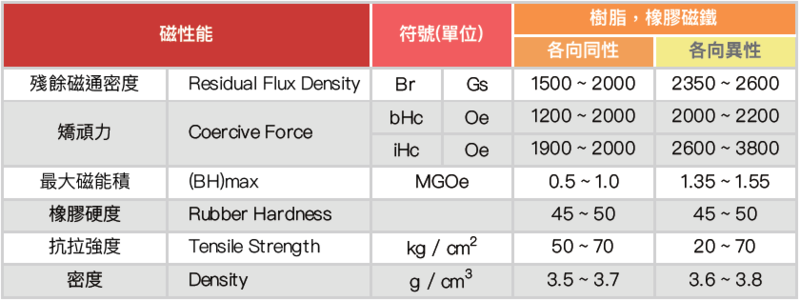 磁性能 符號(單位) 樹脂，橡膠磁鐵
各向同性 各向異性
殘餘磁通密度 Residual Flux Density Br Gs 1500 ~ 2000 2350 ~ 2600
矯頑力 Coercive Force bHc Oe 1200 ~ 2000 2000 ~ 2200
iHc Oe 1900 ~ 2000 2600 ~ 3800
最大磁能積 (BH)max MGOe 0.5 ~ 1.0 1.35 ~ 1.55
橡膠硬度 Rubber Hardness 45 ~ 50 45 ~ 50
抗拉強度 Tensile Strength kg / cm² 50 ~ 70 20 ~ 70
密度 Density g / cm³ 3.5 ~ 3.7 3.6 ~ 3.8